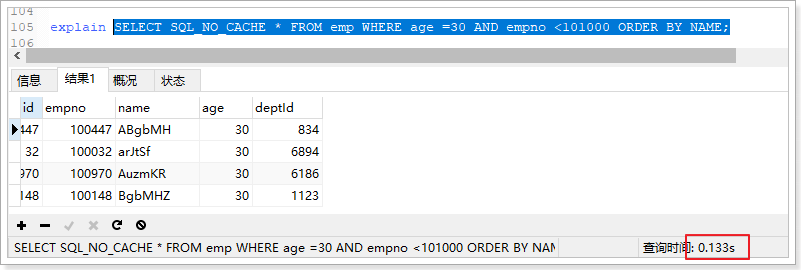 104
105 explain SELECT SQL_NO_CACHE * FROM emp WHERE age =30 AND empno <101000 ORDER BY NAME;
106
信息 结果1 概况 状态
id empno name age deptId
447 100447 ABgbMH 30 834
32 100032 arJtSf 30 6894
970 100970 AuzmKR 30 6186
148 100148 BgbMHZ 30 1123
SELECT SQL_NO_CACHE * FROM emp WHERE age =30 AND empno <101000 ORDER BY NAM 查询时间: 0.133s